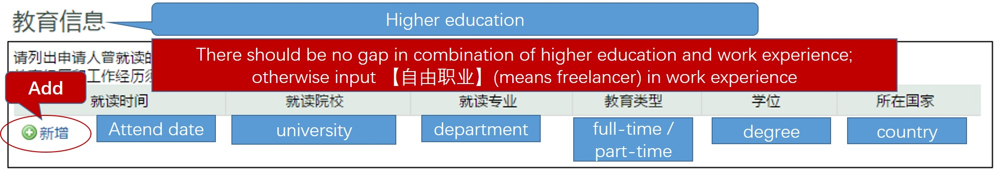 教育信息
Higher education
请列出申请人曾就读的
There should be no gap in combination of higher education and work experience;
otherwise input 【自由职业】(means freelancer) in work experience
工作经历须
Add
就读时间 就读院校 就读专业 教育类型 学位 所在国家
新增
Attend date
university
department
full-time /
part-time
degree
country